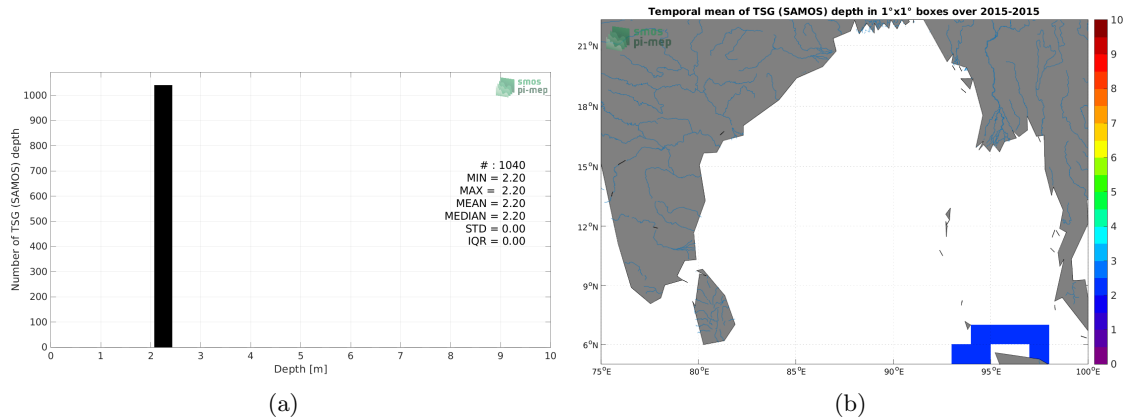 smos
pi-mep
1000
900
800
700
600
500
400
300
200
100
0
Number of TSG (SAMOS) depth
# : 1040
MIN = 2.20
MAX = 2.20
MEAN = 2.20
MEDIAN = 2.20
STD = 0.00
IQR = 0.00
0 1 2 3 4 5 6 7 8 9 10
Depth [m]
(a)
Temporal mean of TSG (SAMOS) depth in 1°x1° boxes over 2015-2015
smos
pi-mep
21°N
18°N
15°N
12°N
9°N
6°N
75°E 80°E 85°E 90°E 95°E 100°E
10
9
8
7
6
5
4
3
2
1
0
(b)